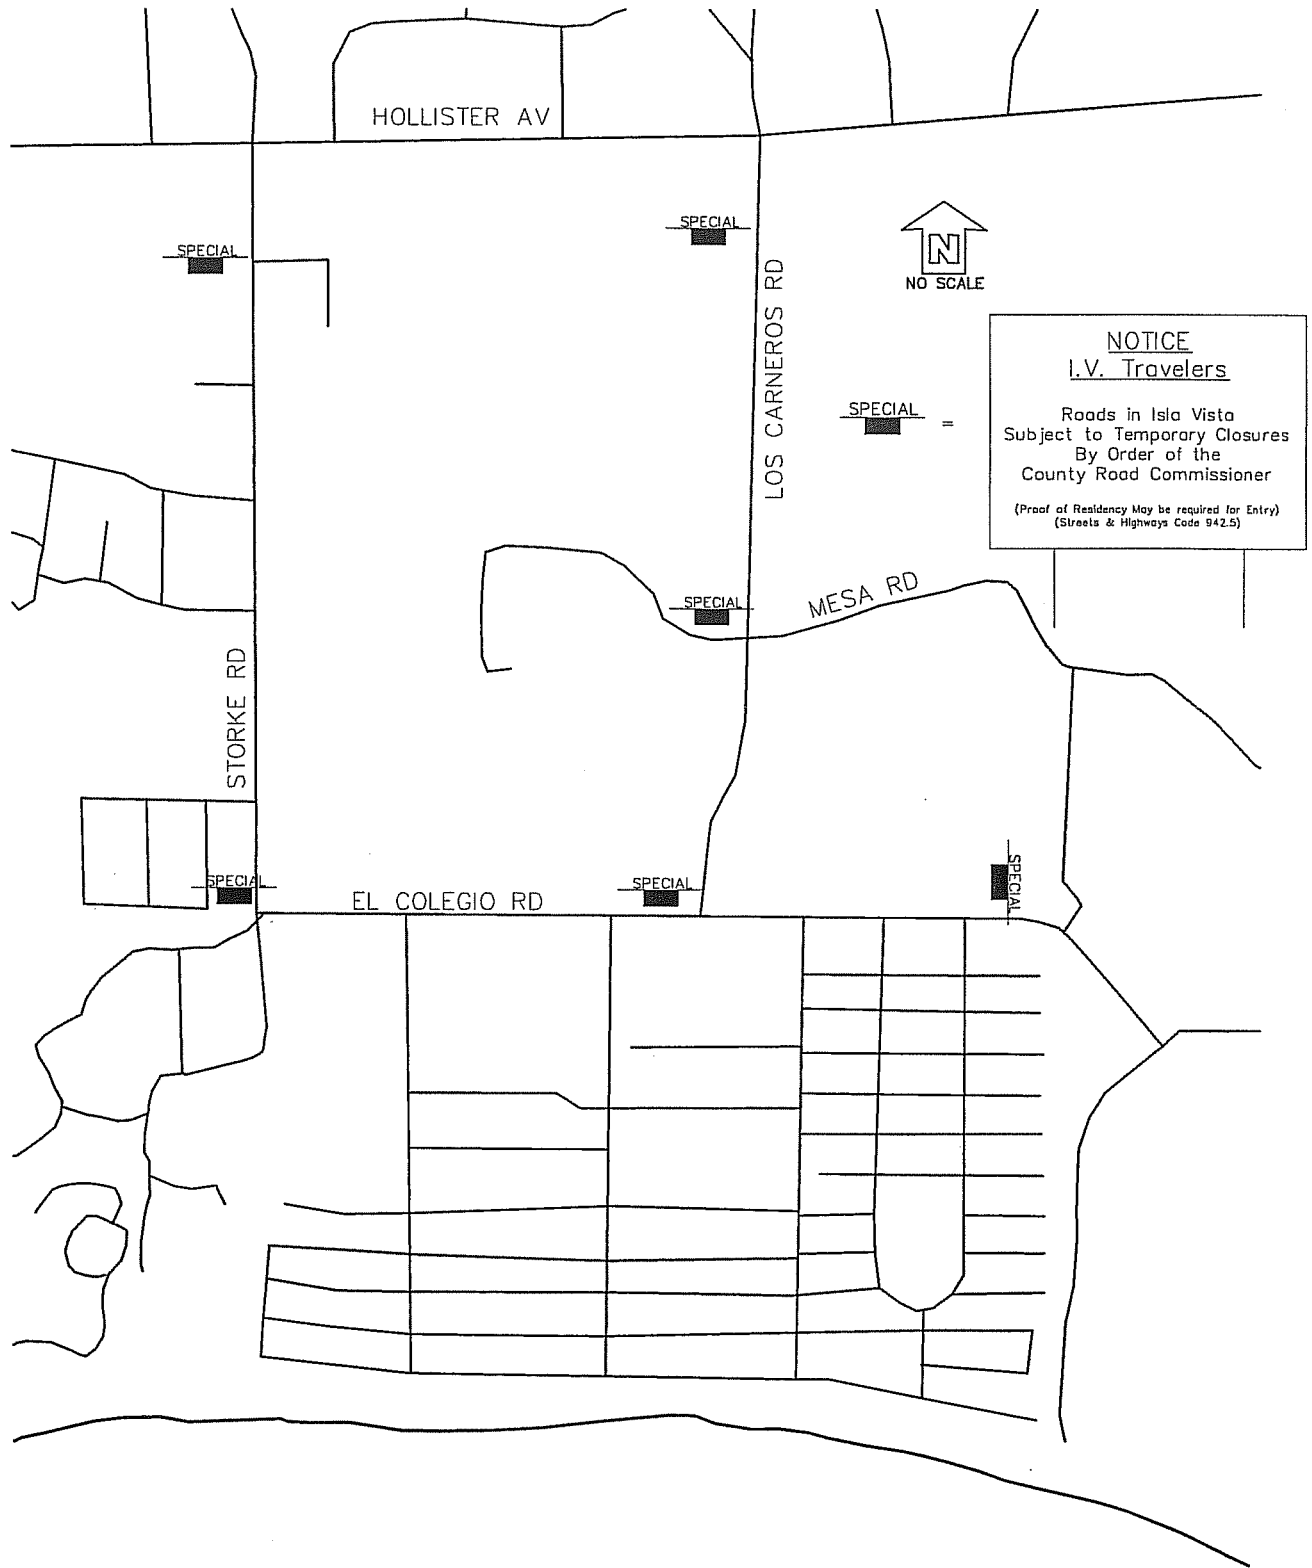 HOLLISTER AV
SPECIAL
SPECIAL
N
NO SCALE
LOS CARNEROS RD
NOTICE
I.V. Travelers
Roads in Isla Vista
Subject to Temporary Closures
By Order of the
County Road Commissioner
(Proof of Residency May be required for Entry)
(Streets & Highways Code 942.5)
SPECIAL
=
SPECIAL
MESA RD
STORKE RD
SPECIAL
EL COLEGIO RD
SPECIAL
SPECIAL